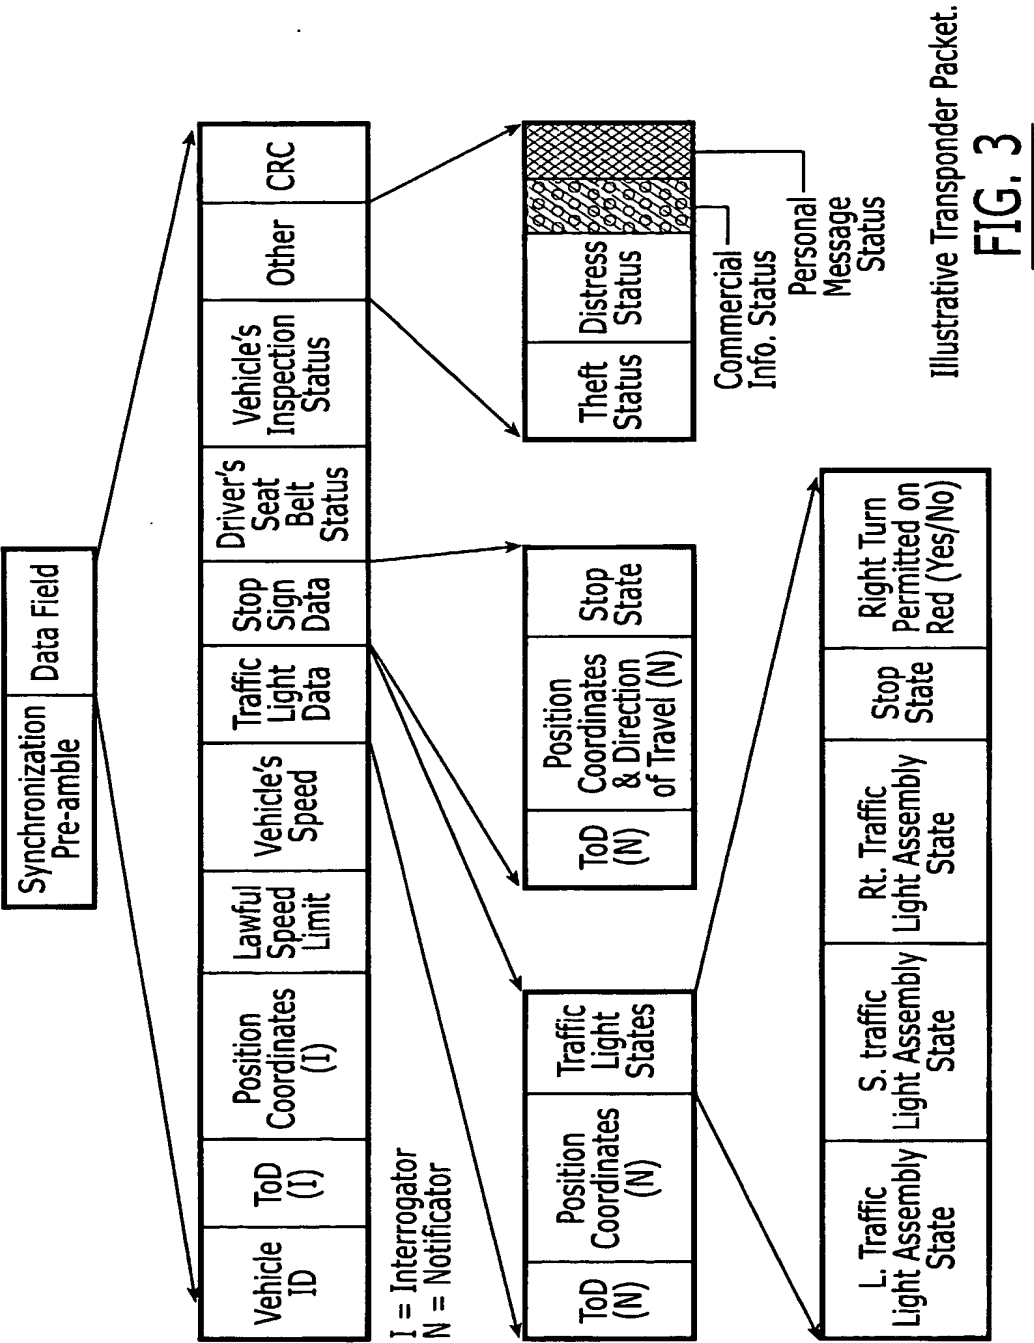 Synchronization
Pre-amble
Data Field
Vehicle
ID
ToD
(I)
Position
Coordinates
(I)
Lawful
Speed
Limit
Vehicle's
Speed
Traffic
Light
Data
Stop
Sign
Data
Driver's
Seat
Belt
Status
Vehicle's
Inspection
Status
Other
CRC
I = Interrogator
N = Notificator
ToD
(N)
Position
Coordinates
(N)
Traffic
Light
States
ToD
(N)
Position
Coordinates
& Direction
of Travel (N)
Stop
State
Theft
Status
Distress
Status
Commercial
Info. Status
Personal
Message
Status
L. Traffic
Light Assembly
State
S. traffic
Light Assembly
State
Rt. Traffic
Light Assembly
State
Stop
State
Right Turn
Permitted on
Red (Yes/No)
Illustrative Transponder Packet.
FIG. 3